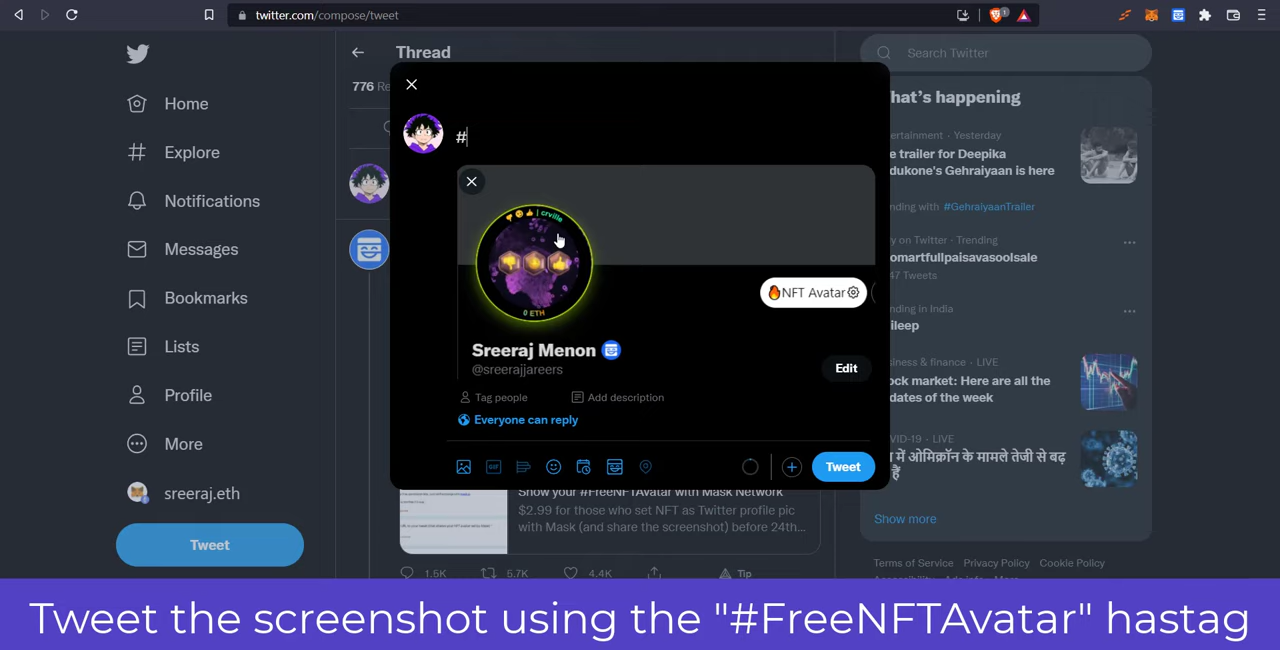 twitter.com/compose/tweet
Home
Explore
Notifications
Messages
Bookmarks
Lists
Profile
More
sreeraj.eth
Tweet
Thread
776 Re
#
crville
0 ETH
NFT Avatar
Sreeraj Menon
@sreerajjareers
Edit
Tag people
Add description
Everyone can reply
GIF
Tweet
Show your #FreeNFTAvatar with Mask Network
$2.99 for those who set NFT as Twitter profile pic
with Mask (and share the screenshot) before 24th...
1.5K
5.7K
4.4K
Tip
Search Twitter
hat's happening
ertainment · Yesterday
e trailer for Deepika
dukone's Gehraiyaan is here
nding with #GehraiyaanTrailer
y on Twitter · Trending
omartfullpaisavasoolsale
47 Tweets
nding in India
ileep
siness & finance · LIVE
ock market: Here are all the
dates of the week
VID-19 · LIVE
में ओमिक्रॉन के मामले तेजी से बढ़
हैं
Show more
Terms of Service Privacy Policy Cookie Policy
Tweet the screenshot using the "#FreeNFTAvatar" hastag